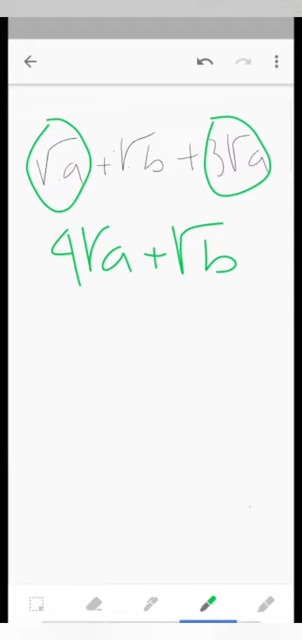 √a + √b + 3√a
4√a + √b